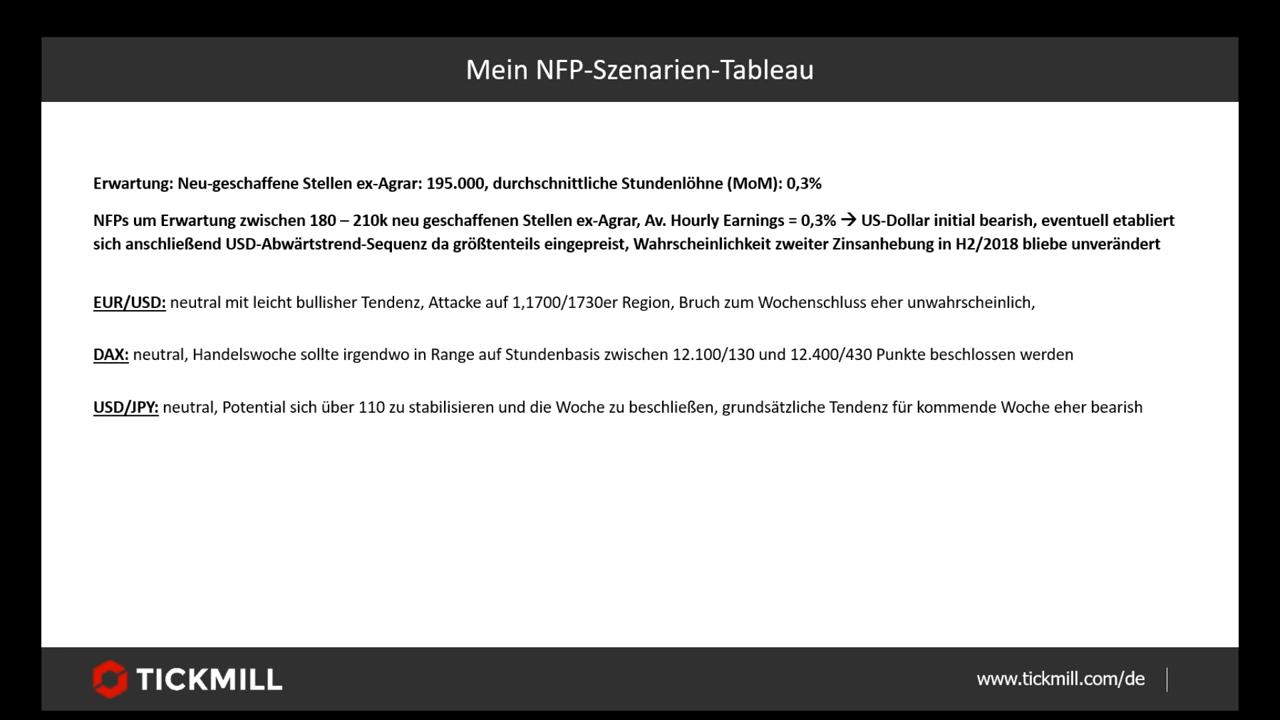 Mein NFP-Szenarien-Tableau
Erwartung: Neu-geschaffene Stellen ex-Agrar: 195.000, durchschnittliche Stundenlöhne (MoM): 0,3%
NFPs um Erwartung zwischen 180 – 210k neu geschaffenen Stellen ex-Agrar, Av. Hourly Earnings = 0,3% → US-Dollar initial bearish, eventuell etabliert
sich anschließend USD-Abwärtstrend-Sequenz da größtenteils eingepreist, Wahrscheinlichkeit zweiter Zinsanhebung in H2/2018 bliebe unverändert
EUR/USD: neutral mit leicht bullisher Tendenz, Attacke auf 1,1700/1730er Region, Bruch zum Wochenschluss eher unwahrscheinlich,
DAX: neutral, Handelswoche sollte irgendwo in Range auf Stundenbasis zwischen 12.100/130 und 12.400/430 Punkte beschlossen werden
USD/JPY: neutral, Potential sich über 110 zu stabilisieren und die Woche zu beschließen, grundsätzliche Tendenz für kommende Woche eher bearish
TICKMILL
www.tickmill.com/de